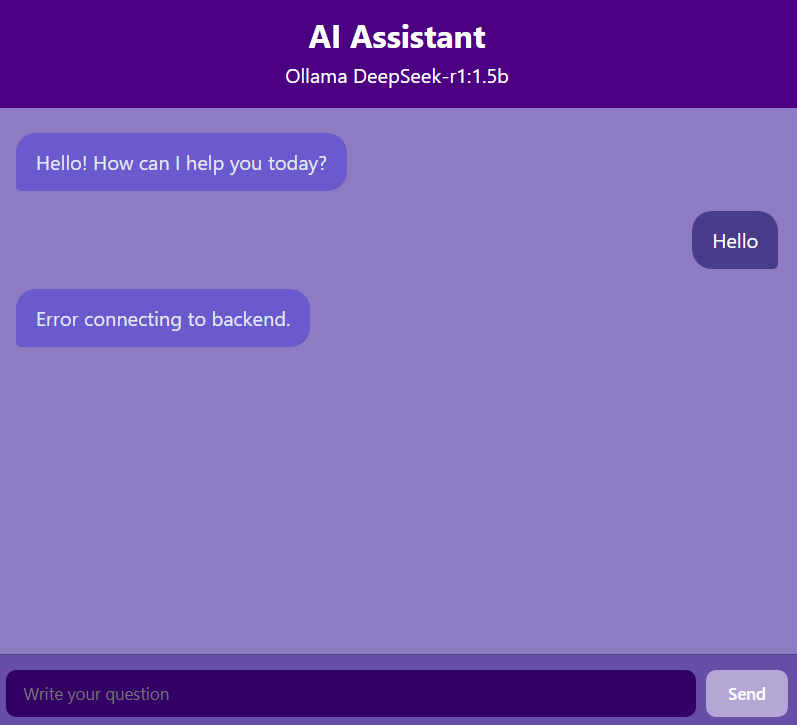 AI Assistant
Ollama DeepSeek-r1:1.5b
Hello! How can I help you today?
Hello
Error connecting to backend.
Write your question
Send